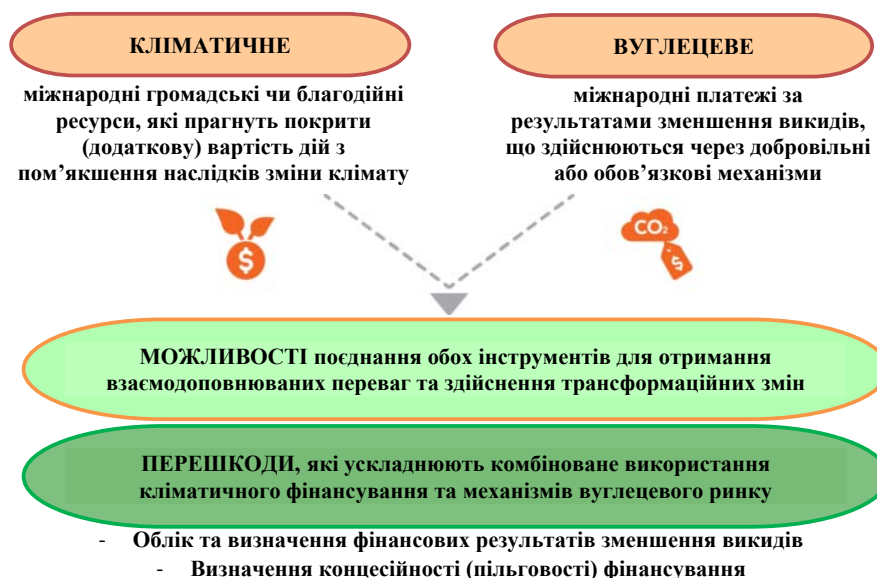 КЛІМАТИЧНЕ
міжнародні громадські чи благодійні
ресурси, які прагнуть покрити
(додаткову) вартість дій з
пом’якшення наслідків зміни клімату
ВУГЛЕЦЕВЕ
міжнародні платежі за
результатами зменшення викидів,
що здійснюються через добровільні
або обов’язкові механізми
$
CO₂
$
МОЖЛИВОСТІ поєднання обох інструментів для отримання
взаємодоповнюваних переваг та здійснення трансформаційних змін
ПЕРЕШКОДИ, які ускладнюють комбіноване використання
кліматичного фінансування та механізмів вуглецевого ринку
- Облік та визначення фінансових результатів зменшення викидів
- Визначення концесійності (пільговості) фінансування